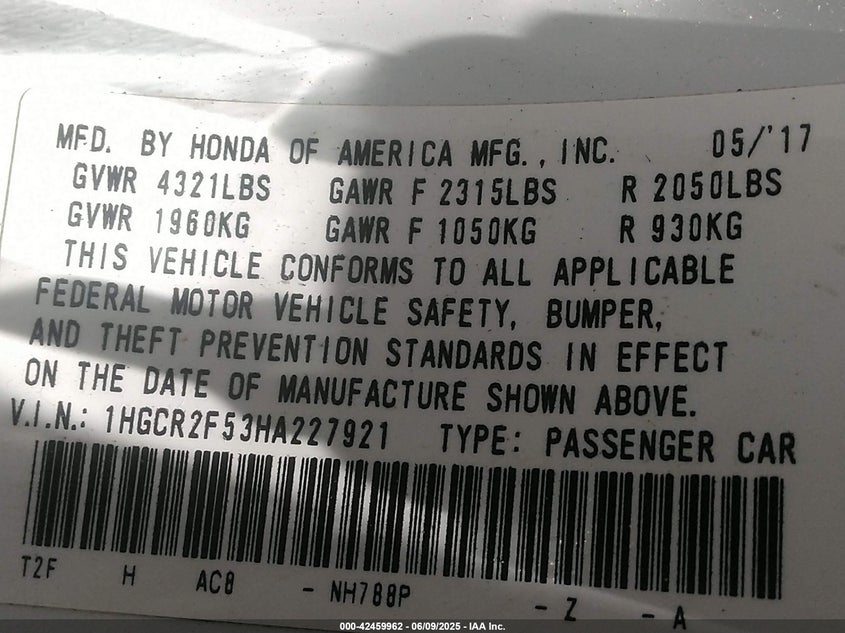 MFD. BY HONDA OF AMERICA MFG., INC. 05/'17
GVWR 4321LBS GAWR F 2315LBS R 2050LBS
GVWR 1960KG GAWR F 1050KG R 930KG
THIS VEHICLE CONFORMS TO ALL APPLICABLE
FEDERAL MOTOR VEHICLE SAFETY, BUMPER,
AND THEFT PREVENTION STANDARDS IN EFFECT
ON THE DATE OF MANUFACTURE SHOWN ABOVE.
V.I.N.: 1HGCR2F53HA227921 TYPE: PASSENGER CAR
T2F H AC8 - NH788P - Z - A
000-42459962 - 06/09/2025 - IAA Inc.